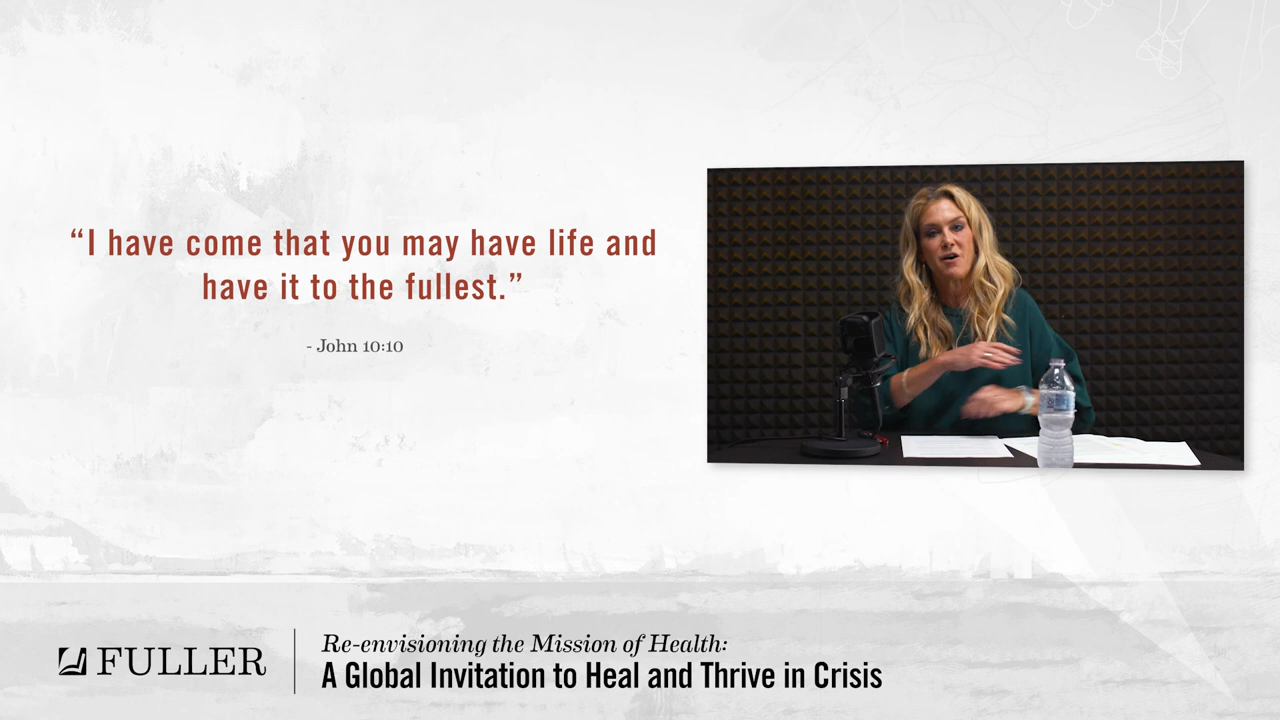 “I have come that you may have life and
have it to the fullest.”
- John 10:10
FULLER
Re-envisioning the Mission of Health:
A Global Invitation to Heal and Thrive in Crisis